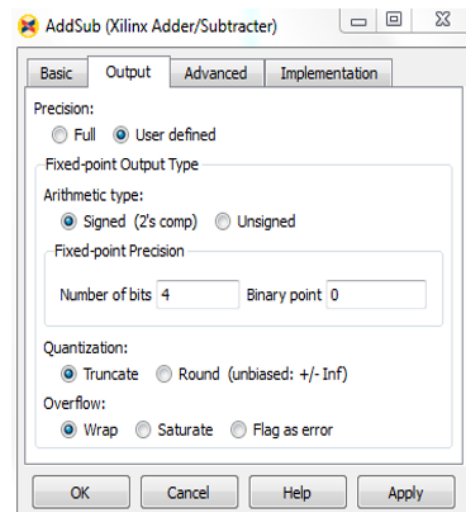 AddSub (Xilinx Adder/Subtracter)
Basic Output Advanced Implementation
Precision:
Full User defined
Fixed-point Output Type
Arithmetic type:
Signed (2's comp) Unsigned
Fixed-point Precision
Number of bits 4 Binary point 0
Quantization:
Truncate Round (unbiased: +/- Inf)
Overflow:
Wrap Saturate Flag as error
OK Cancel Help Apply